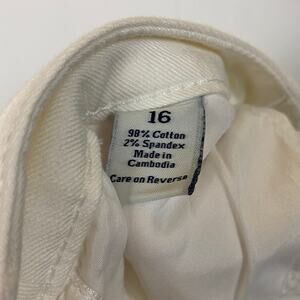 16
98% Cotton
2% Spandex
Made in
Cambodia
Care on Reverse